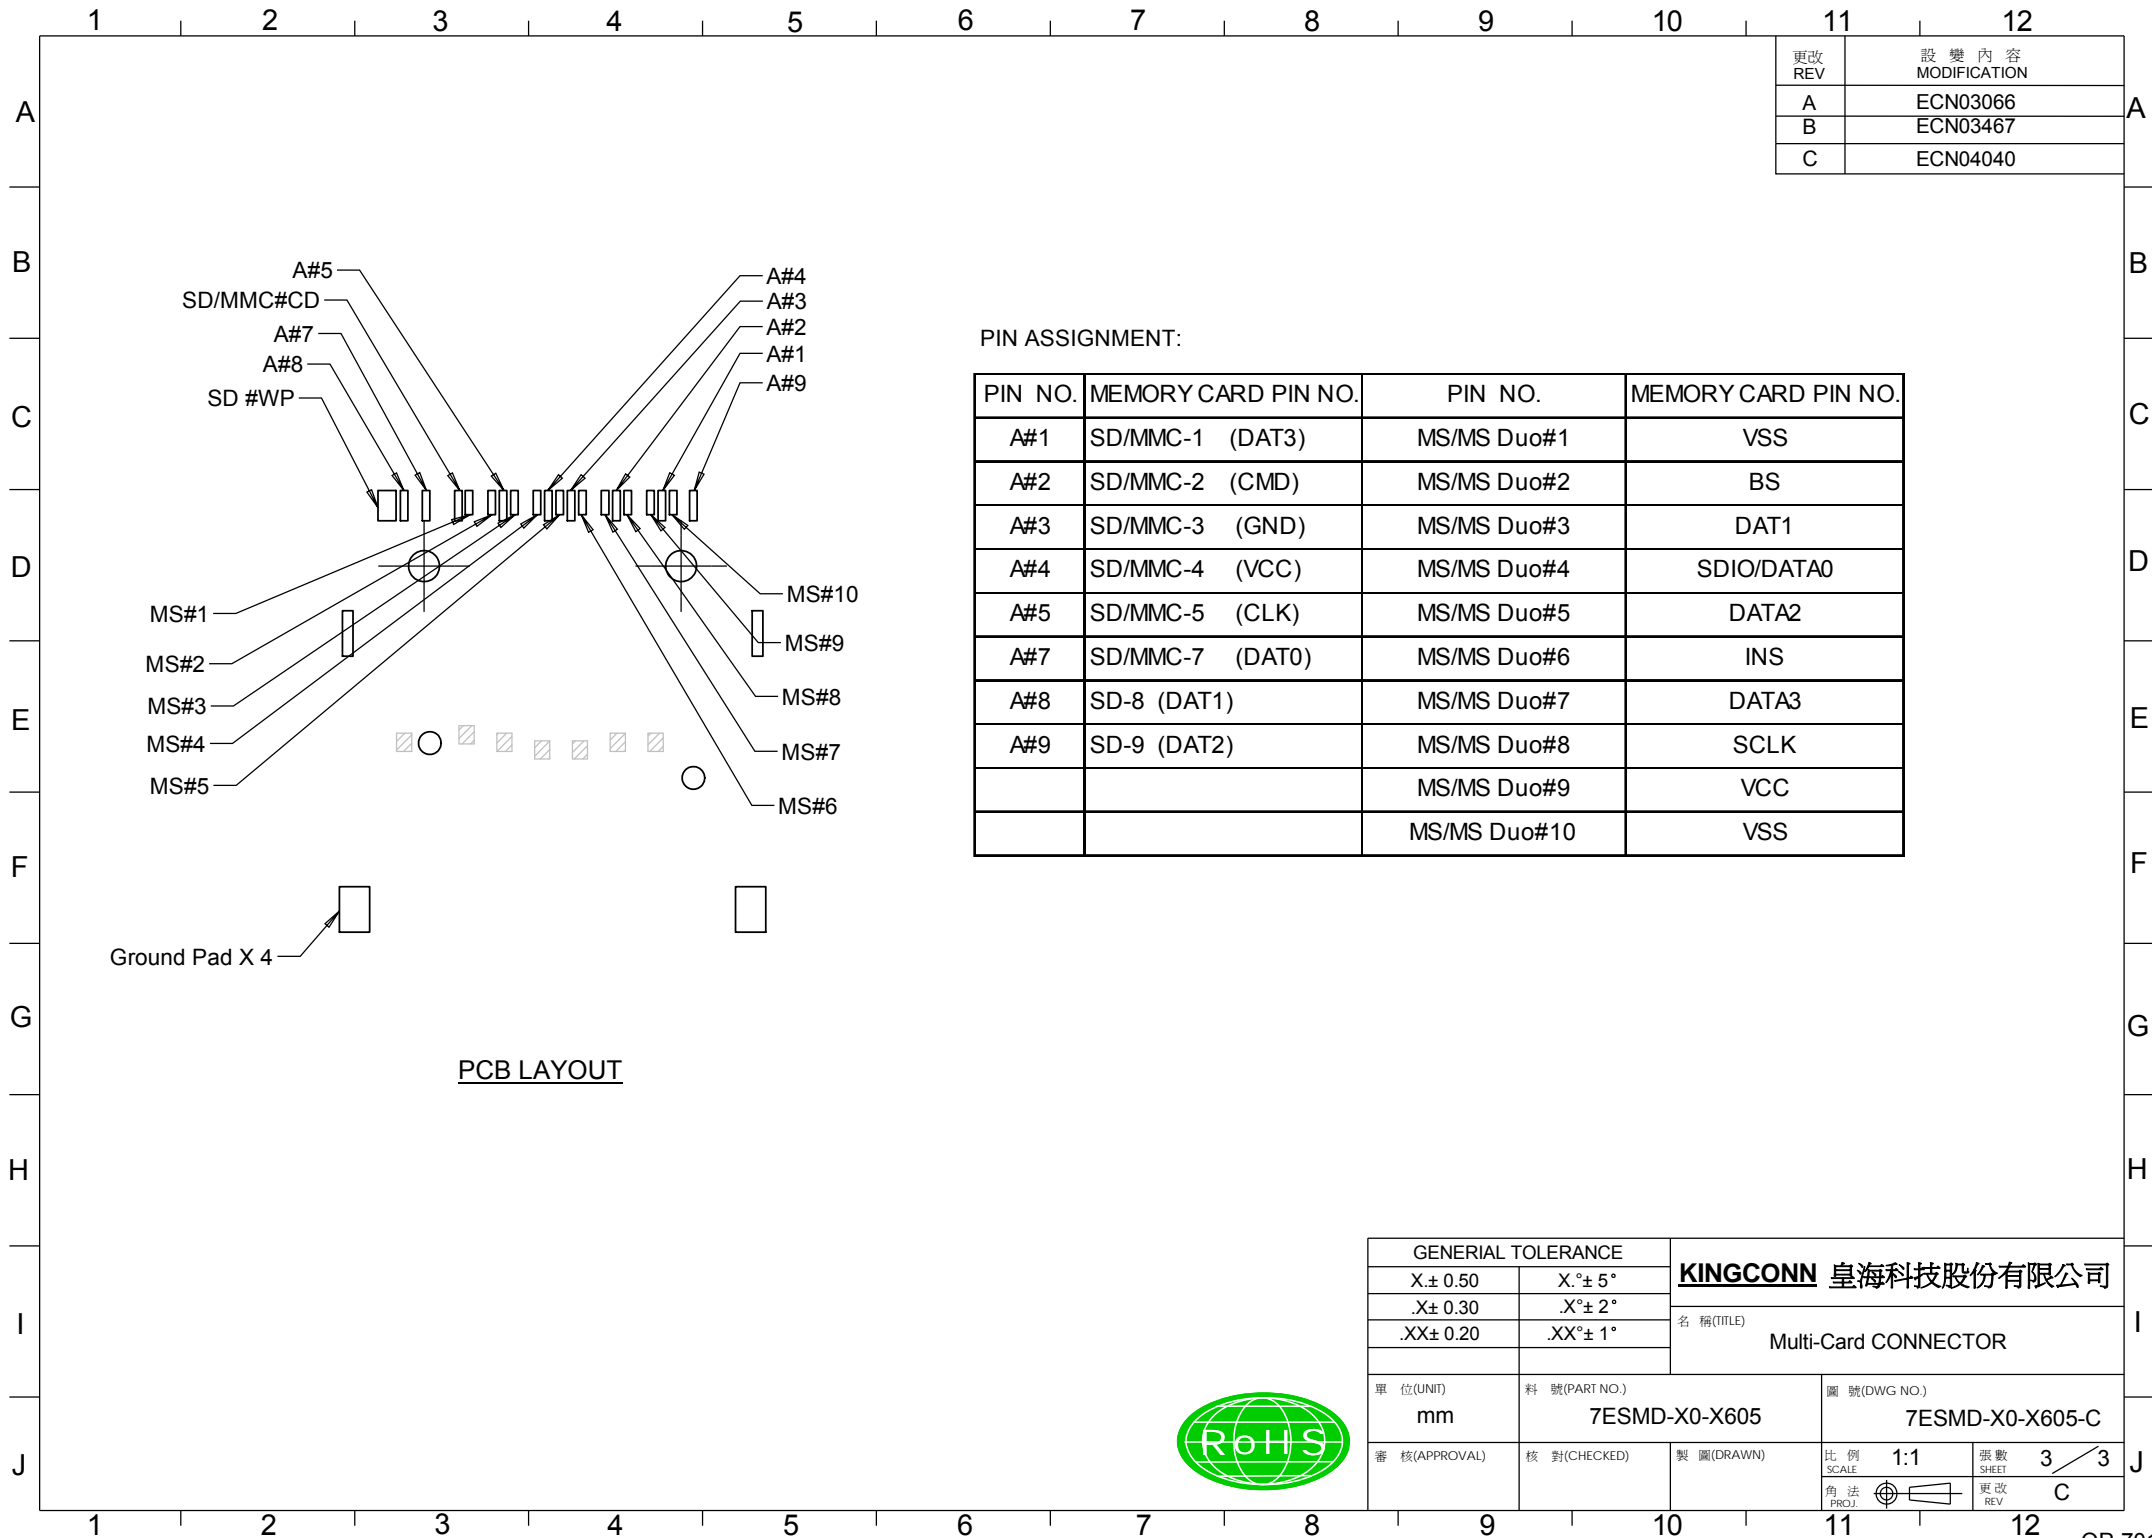 1 2 3 4 5 6 7 8 9 10 11 12
A
B
C
D
E
F
G
H
I
J
更改 REV 設變內容 MODIFICATION
A ECN03066
B ECN03467
C ECN04040
A#5
SD/MMC#CD
A#7
A#8
SD #WP
A#4
A#3
A#2
A#1
A#9
MS#1
MS#2
MS#3
MS#4
MS#5
MS#10
MS#9
MS#8
MS#7
MS#6
Ground Pad X 4
PCB LAYOUT
PIN ASSIGNMENT:
PIN NO. MEMORY CARD PIN NO. PIN NO. MEMORY CARD PIN NO.
A#1 SD/MMC-1 (DAT3) MS/MS Duo#1 VSS
A#2 SD/MMC-2 (CMD) MS/MS Duo#2 BS
A#3 SD/MMC-3 (GND) MS/MS Duo#3 DAT1
A#4 SD/MMC-4 (VCC) MS/MS Duo#4 SDIO/DATA0
A#5 SD/MMC-5 (CLK) MS/MS Duo#5 DATA2
A#7 SD/MMC-7 (DAT0) MS/MS Duo#6 INS
A#8 SD-8 (DAT1) MS/MS Duo#7 DATA3
A#9 SD-9 (DAT2) MS/MS Duo#8 SCLK
MS/MS Duo#9 VCC
MS/MS Duo#10 VSS
RoHS
GENERIAL TOLERANCE
X.± 0.50 X.°± 5°
.X± 0.30 .X°± 2°
.XX± 0.20 .XX°± 1°
KINGCONN 皇海科技股份有限公司
名 稱(TITLE)
Multi-Card CONNECTOR
單 位(UNIT)
mm
料 號(PART NO.)
7ESMD-X0-X605
圖 號(DWG NO.)
7ESMD-X0-X605-C
審 核(APPROVAL)
核 對(CHECKED)
製 圖(DRAWN)
比 例 SCALE 1:1
張數 SHEET 3/3
角 法 PROJ.
更改 REV C
A
B
C
D
E
F
G
H
I
J
1 2 3 4 5 6 7 8 9 10 11 12